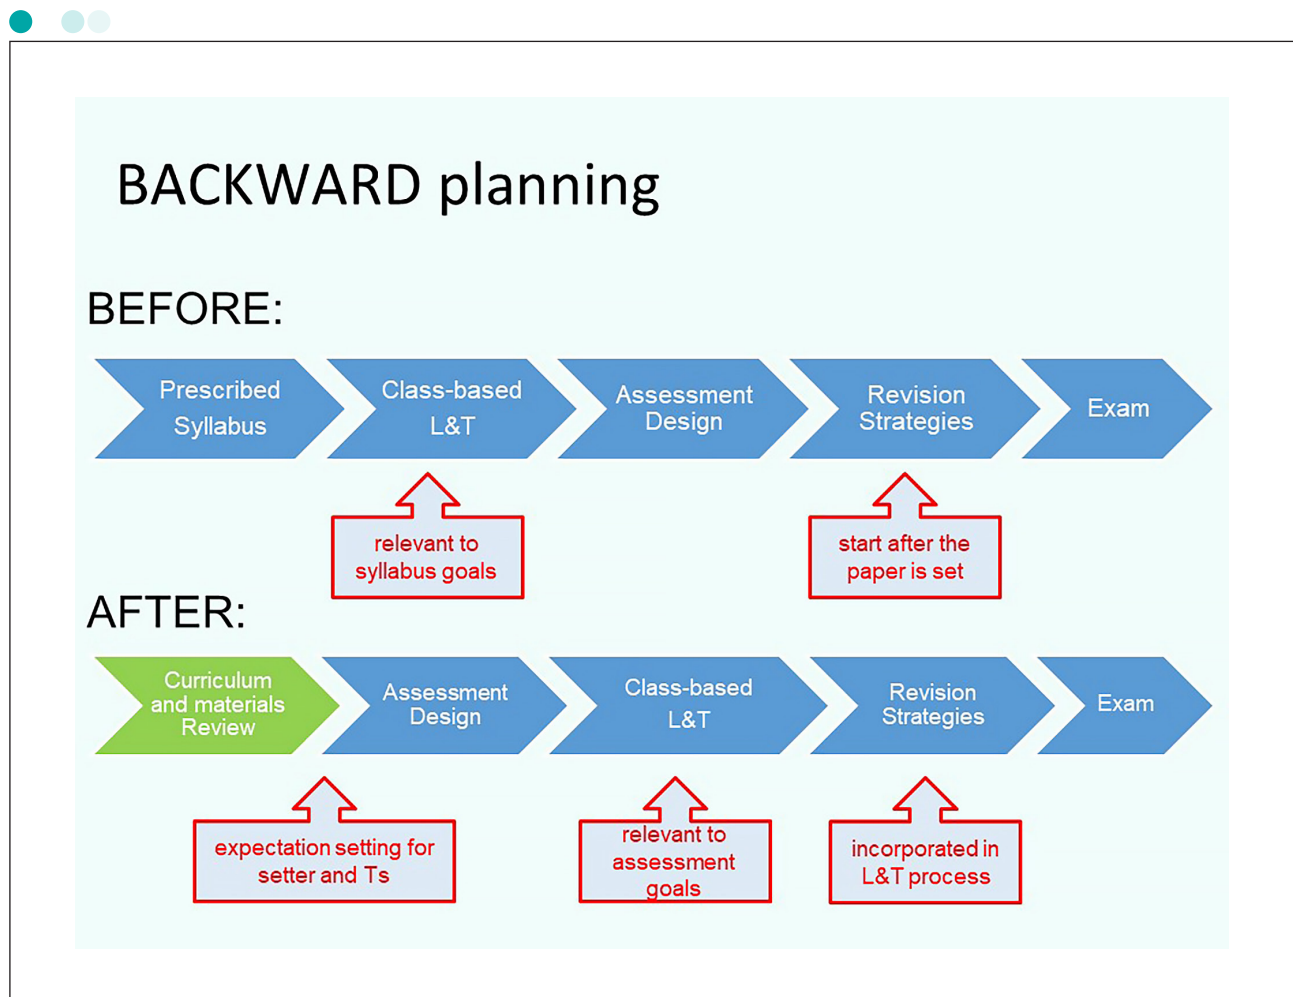 BACKWARD planning
BEFORE:
Prescribed
Syllabus
Class-based
L&T
Assessment
Design
Revision
Strategies
Exam
relevant to
syllabus goals
start after the
paper is set
AFTER:
Curriculum
and materials
Review
Assessment
Design
Class-based
L&T
Revision
Strategies
Exam
expectation setting for
setter and Ts
relevant to
assessment
goals
incorporated in
L&T process